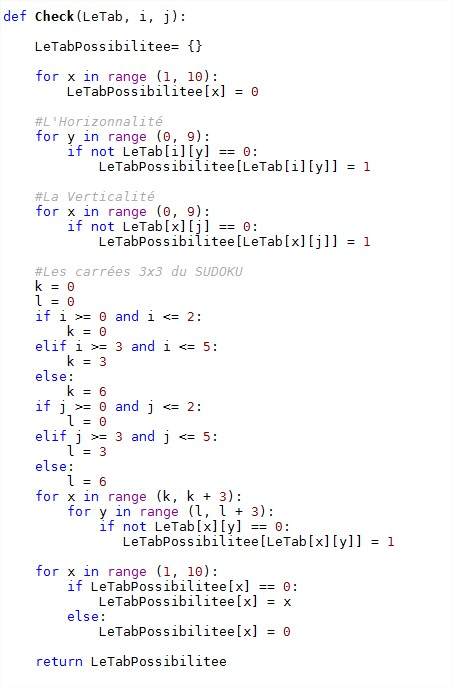 def Check(LeTab, i, j):
    LeTabPossibilitee= {}
    for x in range (1, 10):
        LeTabPossibilitee[x] = 0
    #L'Horizonnalité
    for y in range (0, 9):
        if not LeTab[i][y] == 0:
            LeTabPossibilitee[LeTab[i][y]] = 1
    #La Verticalité
    for x in range (0, 9):
        if not LeTab[x][j] == 0:
            LeTabPossibilitee[LeTab[x][j]] = 1
    #Les carrées 3x3 du SUDOKU
    k = 0
    l = 0
    if i >= 0 and i <= 2:
        k = 0
    elif i >= 3 and i <= 5:
        k = 3
    else:
        k = 6
    if j >= 0 and j <= 2:
        l = 0
    elif j >= 3 and j <= 5:
        l = 3
    else:
        l = 6
    for x in range (k, k + 3):
        for y in range (l, l + 3):
            if not LeTab[x][y] == 0:
               LeTabPossibilitee[LeTab[x][y]] = 1
    for x in range (1, 10):
        if LeTabPossibilitee[x] == 0:
            LeTabPossibilitee[x] = x
        else:
            LeTabPossibilitee[x] = 0
    return LeTabPossibilitee